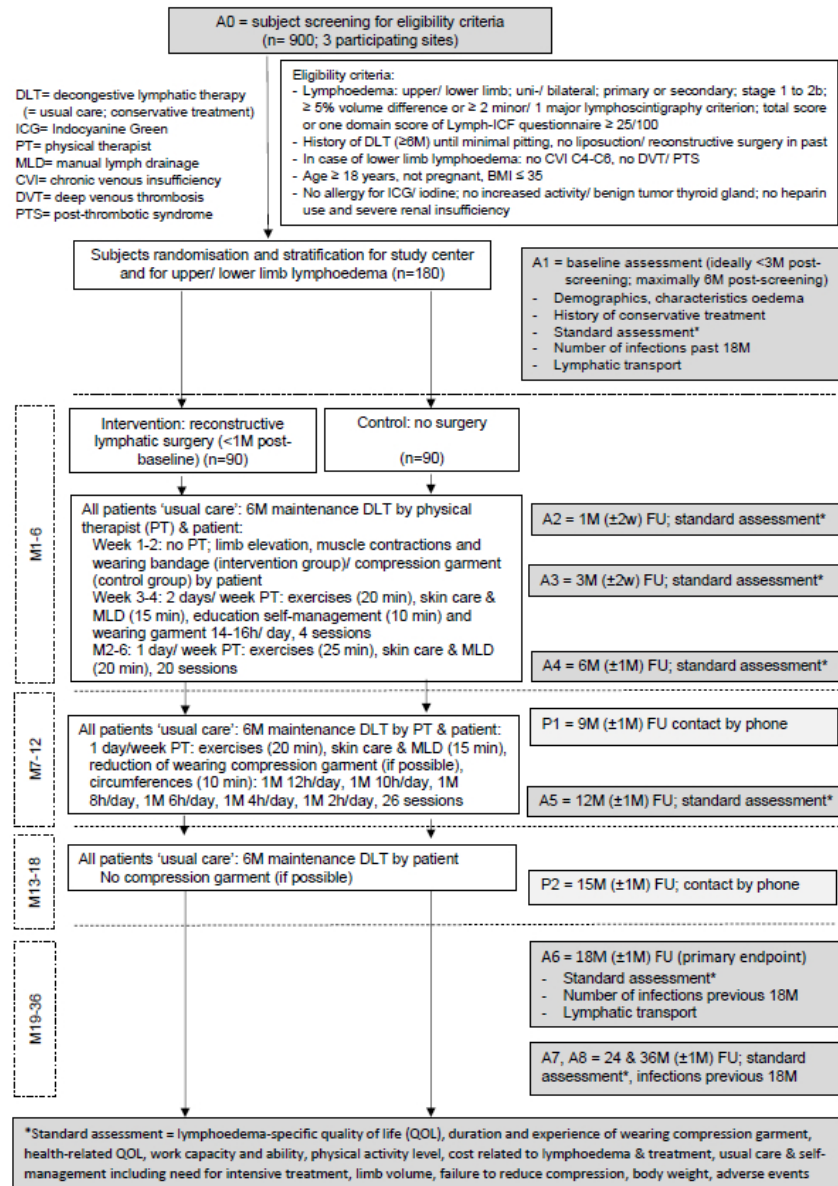 A0 = subject screening for eligibility criteria
(n= 900; 3 participating sites)
DLT= decongestive lymphatic therapy
(= usual care; conservative treatment)
ICG= Indocyanine Green
PT= physical therapist
MLD= manual lymph drainage
CVI= chronic venous insufficiency
DVT= deep venous thrombosis
PTS= post-thrombotic syndrome
Eligibility criteria:
- Lymphoedema: upper/ lower limb; uni-/ bilateral; primary or secondary; stage 1 to 2b;
≥ 5% volume difference or ≥ 2 minor/ 1 major lymphoscintigraphy criterion; total score
or one domain score of Lymph-ICF questionnaire ≥ 25/100
- History of DLT (≥6M) until minimal pitting, no liposuction/ reconstructive surgery in past
- In case of lower limb lymphoedema: no CVI C4-C6, no DVT/ PTS
- Age ≥ 18 years, not pregnant, BMI ≤ 35
- No allergy for ICG/ iodine; no increased activity/ benign tumor thyroid gland; no heparin
use and severe renal insufficiency
Subjects randomisation and stratification for study center
and for upper/ lower limb lymphoedema (n=180)
A1 = baseline assessment (ideally <3M post-
screening; maximally 6M post-screening)
- Demographics, characteristics oedema
- History of conservative treatment
- Standard assessment*
- Number of infections past 18M
- Lymphatic transport
M1-6
Intervention: reconstructive
lymphatic surgery (<1M post-
baseline) (n=90)
Control: no surgery
(n=90)
All patients 'usual care': 6M maintenance DLT by physical
therapist (PT) & patient:
Week 1-2: no PT; limb elevation, muscle contractions and
wearing bandage (intervention group)/ compression garment
(control group) by patient
Week 3-4: 2 days/ week PT: exercises (20 min), skin care &
MLD (15 min), education self-management (10 min) and
wearing garment 14-16h/ day, 4 sessions
M2-6: 1 day/ week PT: exercises (25 min), skin care & MLD
(20 min), 20 sessions
A2 = 1M (±2w) FU; standard assessment*
A3 = 3M (±2w) FU; standard assessment*
A4 = 6M (±1M) FU; standard assessment*
M7-12
All patients 'usual care': 6M maintenance DLT by PT & patient:
1 day/week PT: exercises (20 min), skin care & MLD (15 min),
reduction of wearing compression garment (if possible),
circumferences (10 min): 1M 12h/day, 1M 10h/day, 1M
8h/day, 1M 6h/day, 1M 4h/day, 1M 2h/day, 26 sessions
P1 = 9M (±1M) FU contact by phone
A5 = 12M (±1M) FU; standard assessment*
M13-18
All patients 'usual care': 6M maintenance DLT by patient
No compression garment (if possible)
P2 = 15M (±1M) FU; contact by phone
M19-36
A6 = 18M (±1M) FU (primary endpoint)
- Standard assessment*
- Number of infections previous 18M
- Lymphatic transport
A7, A8 = 24 & 36M (±1M) FU; standard
assessment*, infections previous 18M
*Standard assessment = lymphoedema-specific quality of life (QOL), duration and experience of wearing compression garment,
health-related QOL, work capacity and ability, physical activity level, cost related to lymphoedema & treatment, usual care & self-
management including need for intensive treatment, limb volume, failure to reduce compression, body weight, adverse events